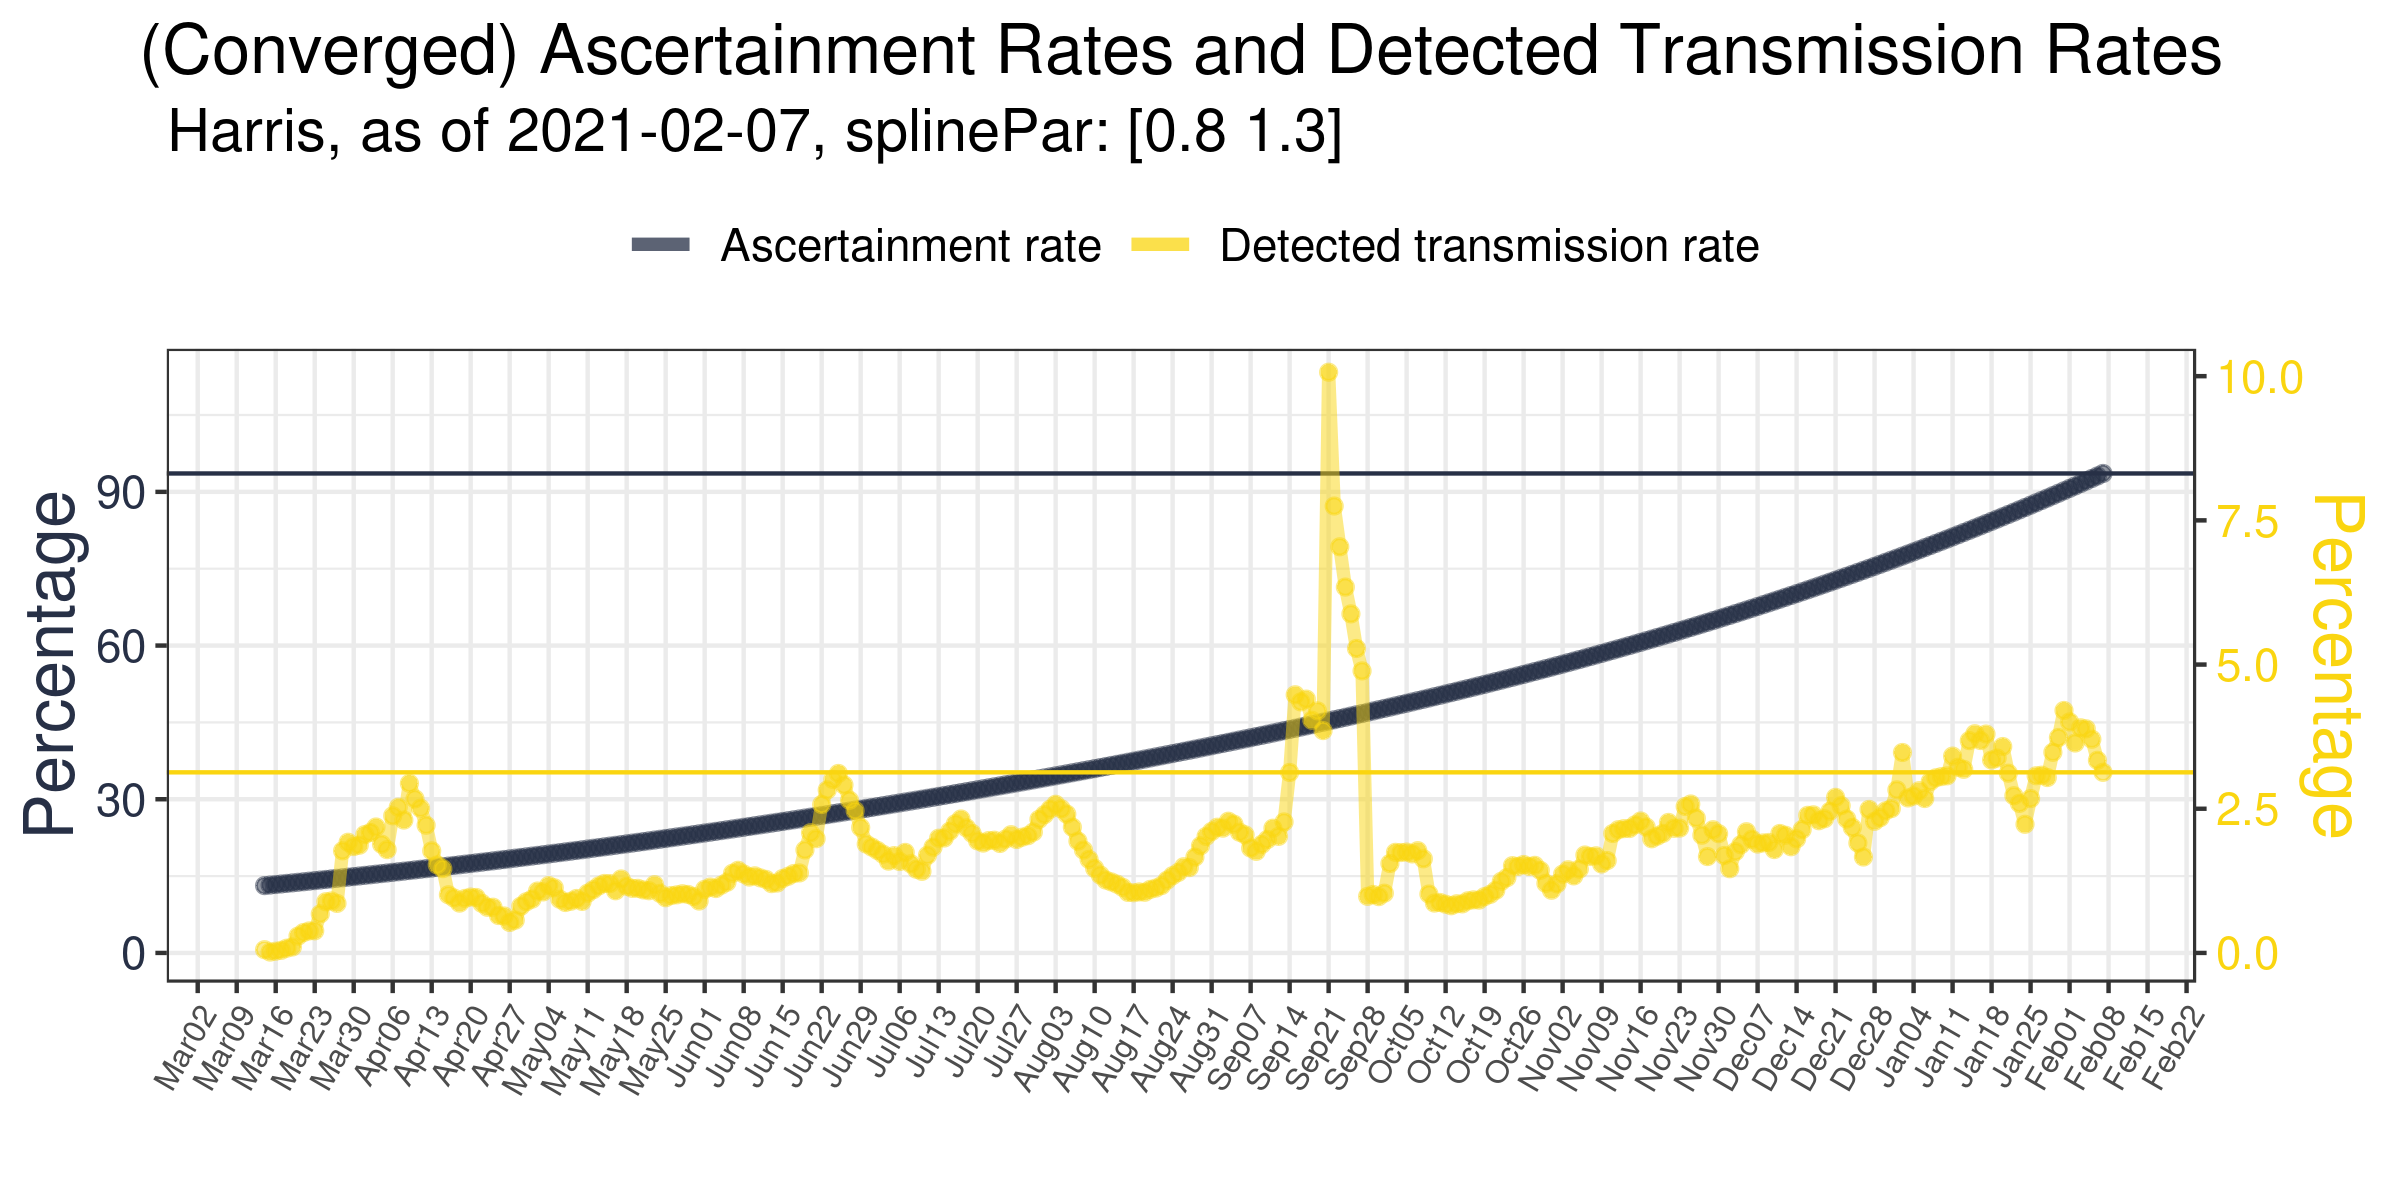 (Converged) Ascertainment Rates and Detected Transmission Rates
Harris, as of 2021-02-07, splinePar: [0.8 1.3]
Ascertainment rate
Detected transmission rate
Percentage
90
60
30
0
10.0
7.5
5.0
2.5
0.0
Percentage
Mar02
Mar09
Mar16
Mar23
Mar30
Apr06
Apr13
Apr20
Apr27
May04
May11
May18
May25
Jun01
Jun08
Jun15
Jun22
Jun29
Jul06
Jul13
Jul20
Jul27
Aug03
Aug10
Aug17
Aug24
Aug31
Sep07
Sep14
Sep21
Sep28
Oct05
Oct12
Oct19
Oct26
Nov02
Nov09
Nov16
Nov23
Nov30
Dec07
Dec14
Dec21
Dec28
Jan04
Jan11
Jan18
Jan25
Feb01
Feb08
Feb15
Feb22